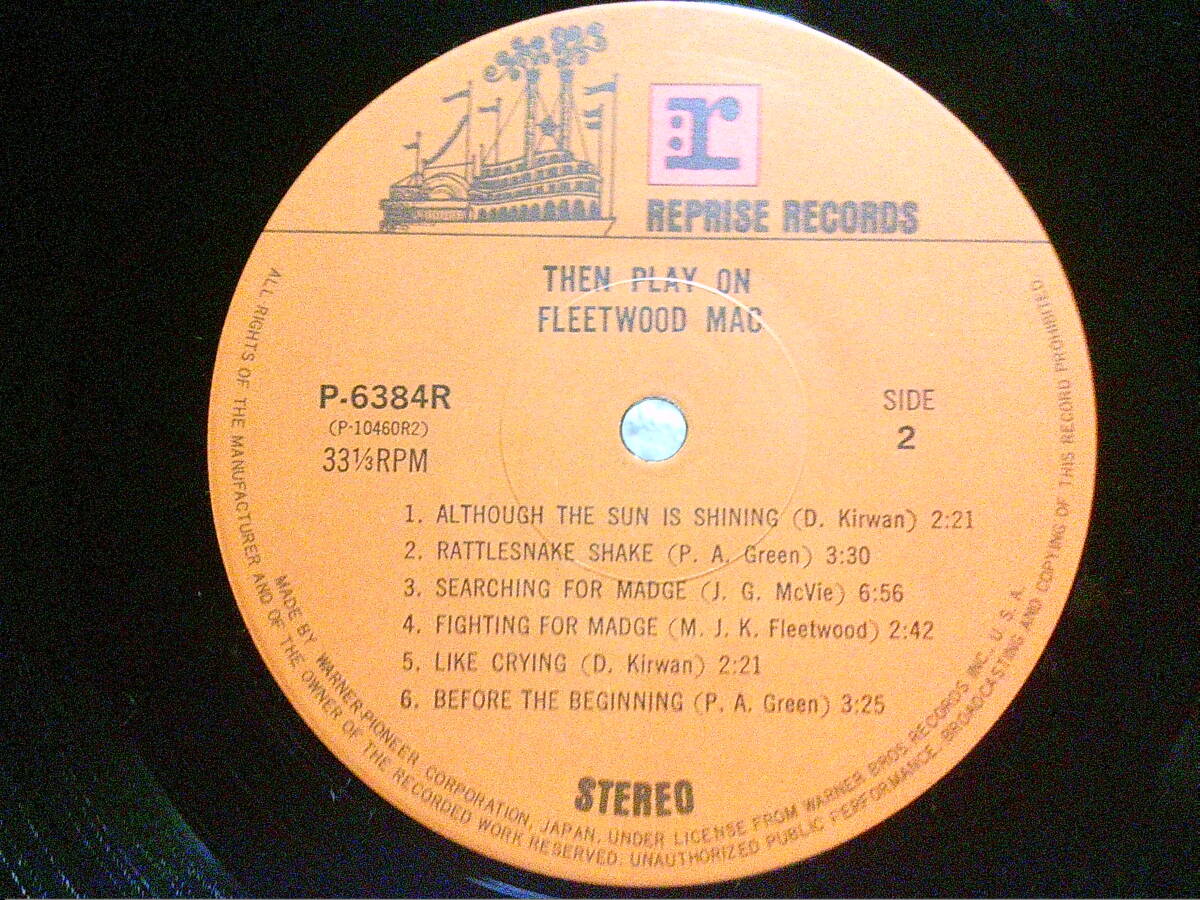 :r
REPRISE RECORDS
THEN PLAY ON
FLEETWOOD MAC
P-6384R
(P-10460R2)
33⅓RPM
SIDE
2
1. ALTHOUGH THE SUN IS SHINING (D. Kirwan) 2:21
2. RATTLESNAKE SHAKE (P. A. Green) 3:30
3. SEARCHING FOR MADGE (J. G. McVie) 6:56
4. FIGHTING FOR MADGE (M. J. K. Fleetwood) 2:42
5. LIKE CRYING (D. Kirwan) 2:21
6. BEFORE THE BEGINNING (P. A. Green) 3:25
STEREO
MADE BY WARNER-PIONEER CORPORATION, JAPAN, UNDER LICENSE FROM WARNER BROS RECORDS INC., U. S. A.
ALL RIGHTS OF THE MANUFACTURER AND OF THE OWNER OF THE RECORDED WORK RESERVED. UNAUTHORIZED PUBLIC PERFORMANCE, BROADCASTING AND COPYING OF THIS RECORD PROHIBITED